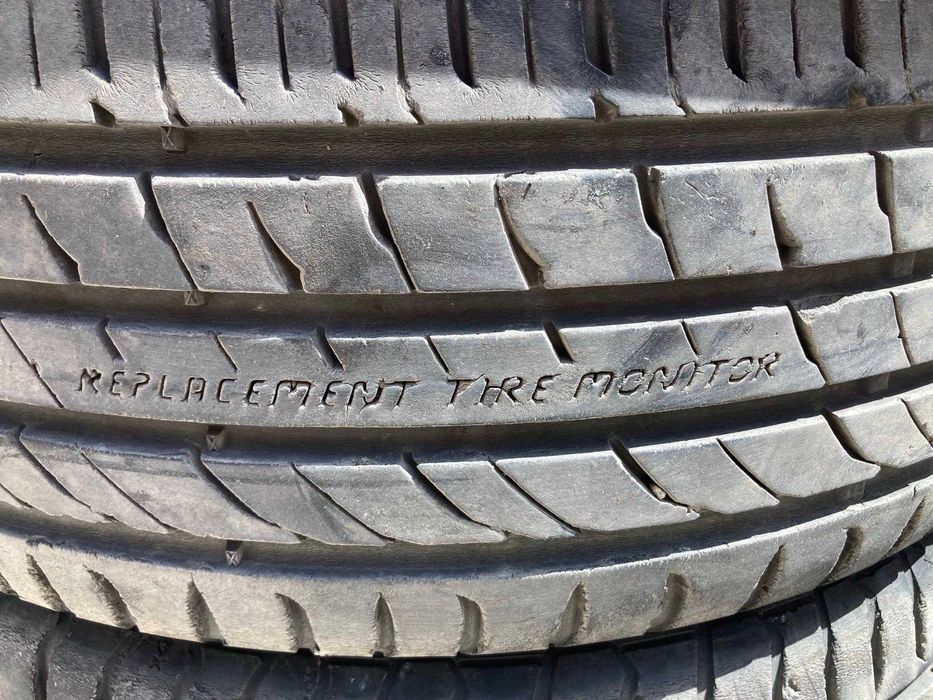 REPLACEMENT TIRE MONITOR